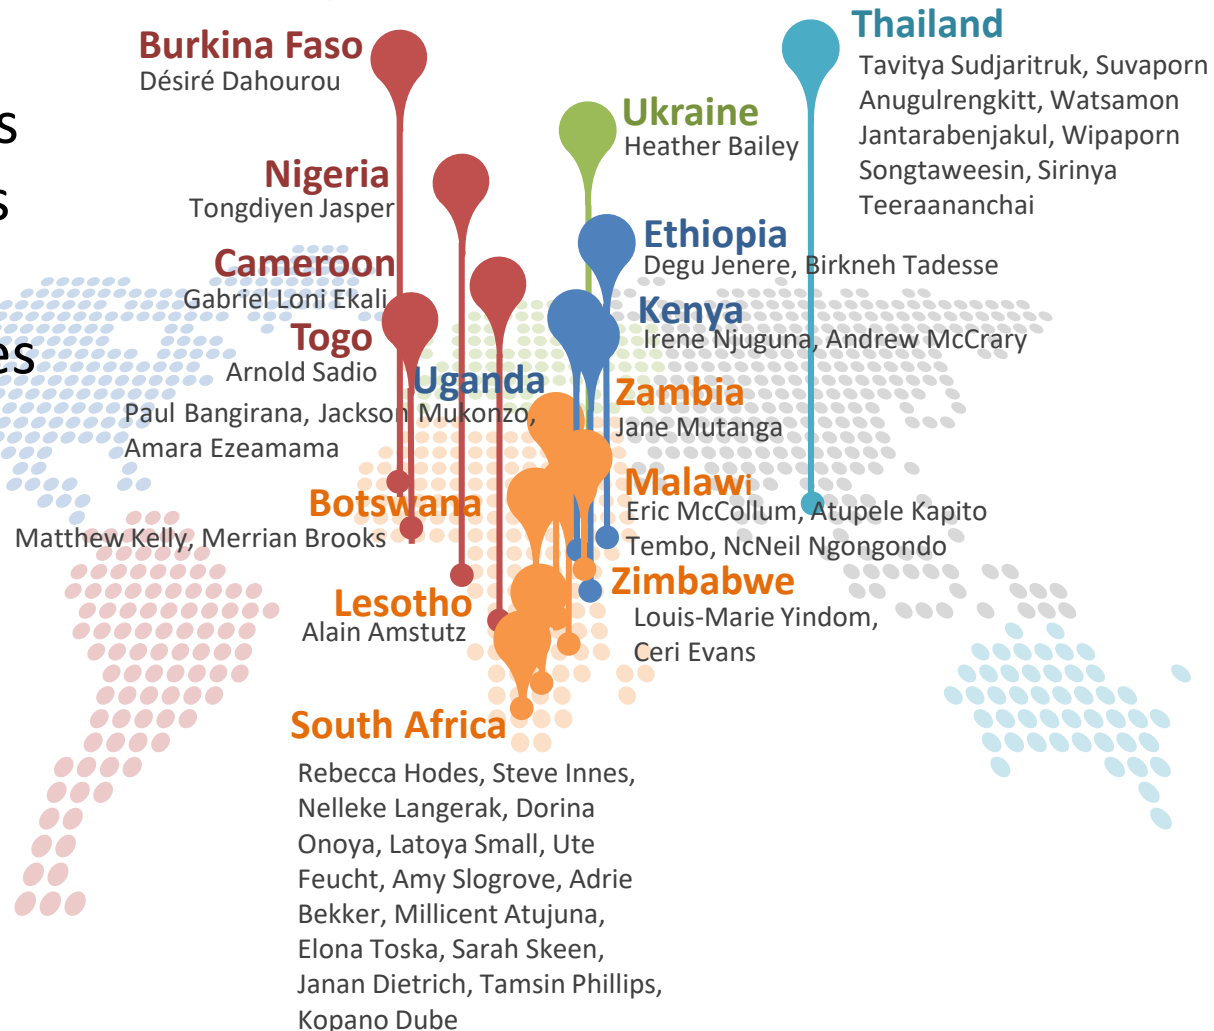 s
s
es
Burkina Faso
Désiré Dahourou
Nigeria
Tongdiyen Jasper
Cameroon
Gabriel Loni Ekali
Togo
Arnold Sadio
Uganda
Paul Bangirana, Jackson Mukonzo,
Amara Ezeamama
Botswana
Matthew Kelly, Merrian Brooks
Lesotho
Alain Amstutz
South Africa
Rebecca Hodes, Steve Innes,
Nelleke Langerak, Dorina
Onoya, Latoya Small, Ute
Feucht, Amy Slogrove, Adrie
Bekker, Millicent Atujuna,
Elona Toska, Sarah Skeen,
Janan Dietrich, Tamsin Phillips,
Kopano Dube
Thailand
Tavitya Sudjaritruk, Suvaporn
Anugulrengkitt, Watsamon
Jantarabenjakul, Wipaporn
Songtaweesin, Sirinya
Teeraananchai
Ukraine
Heather Bailey
Ethiopia
Degu Jenere, Birkneh Tadesse
Kenya
Irene Njuguna, Andrew McCrary
Zambia
Jane Mutanga
Malawi
Eric McCollum, Atupele Kapito
Tembo, NcNeil Ngongondo
Zimbabwe
Louis-Marie Yindom,
Ceri Evans